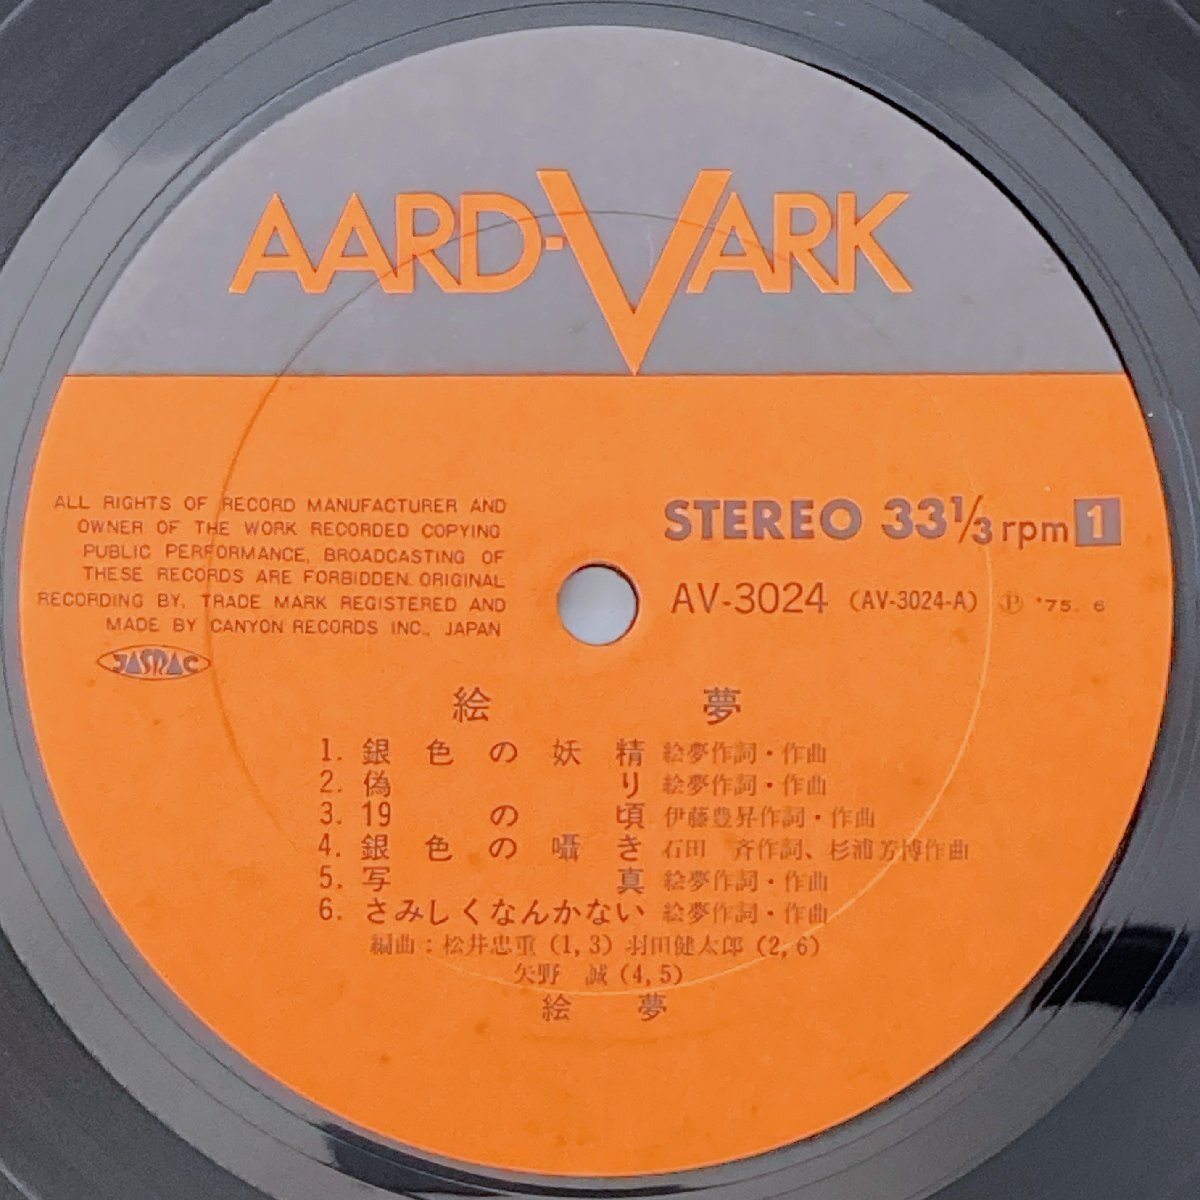 AARD-VARK
ALL RIGHTS OF RECORD MANUFACTURER AND
OWNER OF THE WORK RECORDED COPYING
PUBLIC PERFORMANCE, BROADCASTING OF
THESE RECORDS ARE FORBIDDEN. ORIGINAL
RECORDING BY, TRADE MARK REGISTERED AND
MADE BY CANYON RECORDS INC., JAPAN
JASRAC
STEREO 33⅓ rpm 1
AV-3024 (AV-3024-A) Ⓟ '75. 6
絵夢
1. 銀色の妖精 絵夢作詞・作曲
2. 偽り 絵夢作詞・作曲
3. 19の頃 伊藤豊昇作詞・作曲
4. 銀色の囁き 石田 斉作詞、杉浦芳博作曲
5. 写真 絵夢作詞・作曲
6. さみしくなんかない 絵夢作詞・作曲
編曲:松井忠重(1,3) 羽田健太郎(2,6)
矢野 誠(4,5)
絵夢